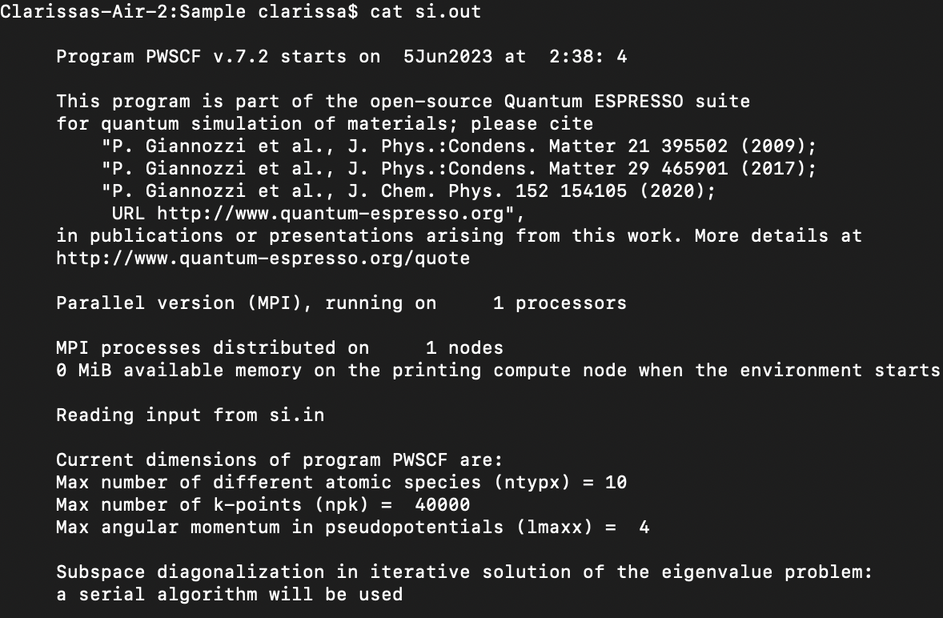 Clarissas-Air-2:Sample clarissa$ cat si.out
Program PWSCF v.7.2 starts on  5Jun2023 at  2:38: 4
This program is part of the open-source Quantum ESPRESSO suite
for quantum simulation of materials; please cite
"P. Giannozzi et al., J. Phys.:Condens. Matter 21 395502 (2009);
"P. Giannozzi et al., J. Phys.:Condens. Matter 29 465901 (2017);
"P. Giannozzi et al., J. Chem. Phys. 152 154105 (2020);
URL http://www.quantum-espresso.org",
in publications or presentations arising from this work. More details at
http://www.quantum-espresso.org/quote
Parallel version (MPI), running on     1 processors
MPI processes distributed on     1 nodes
0 MiB available memory on the printing compute node when the environment starts
Reading input from si.in
Current dimensions of program PWSCF are:
Max number of different atomic species (ntypx) = 10
Max number of k-points (npk) =  40000
Max angular momentum in pseudopotentials (lmaxx) =  4
Subspace diagonalization in iterative solution of the eigenvalue problem:
a serial algorithm will be used